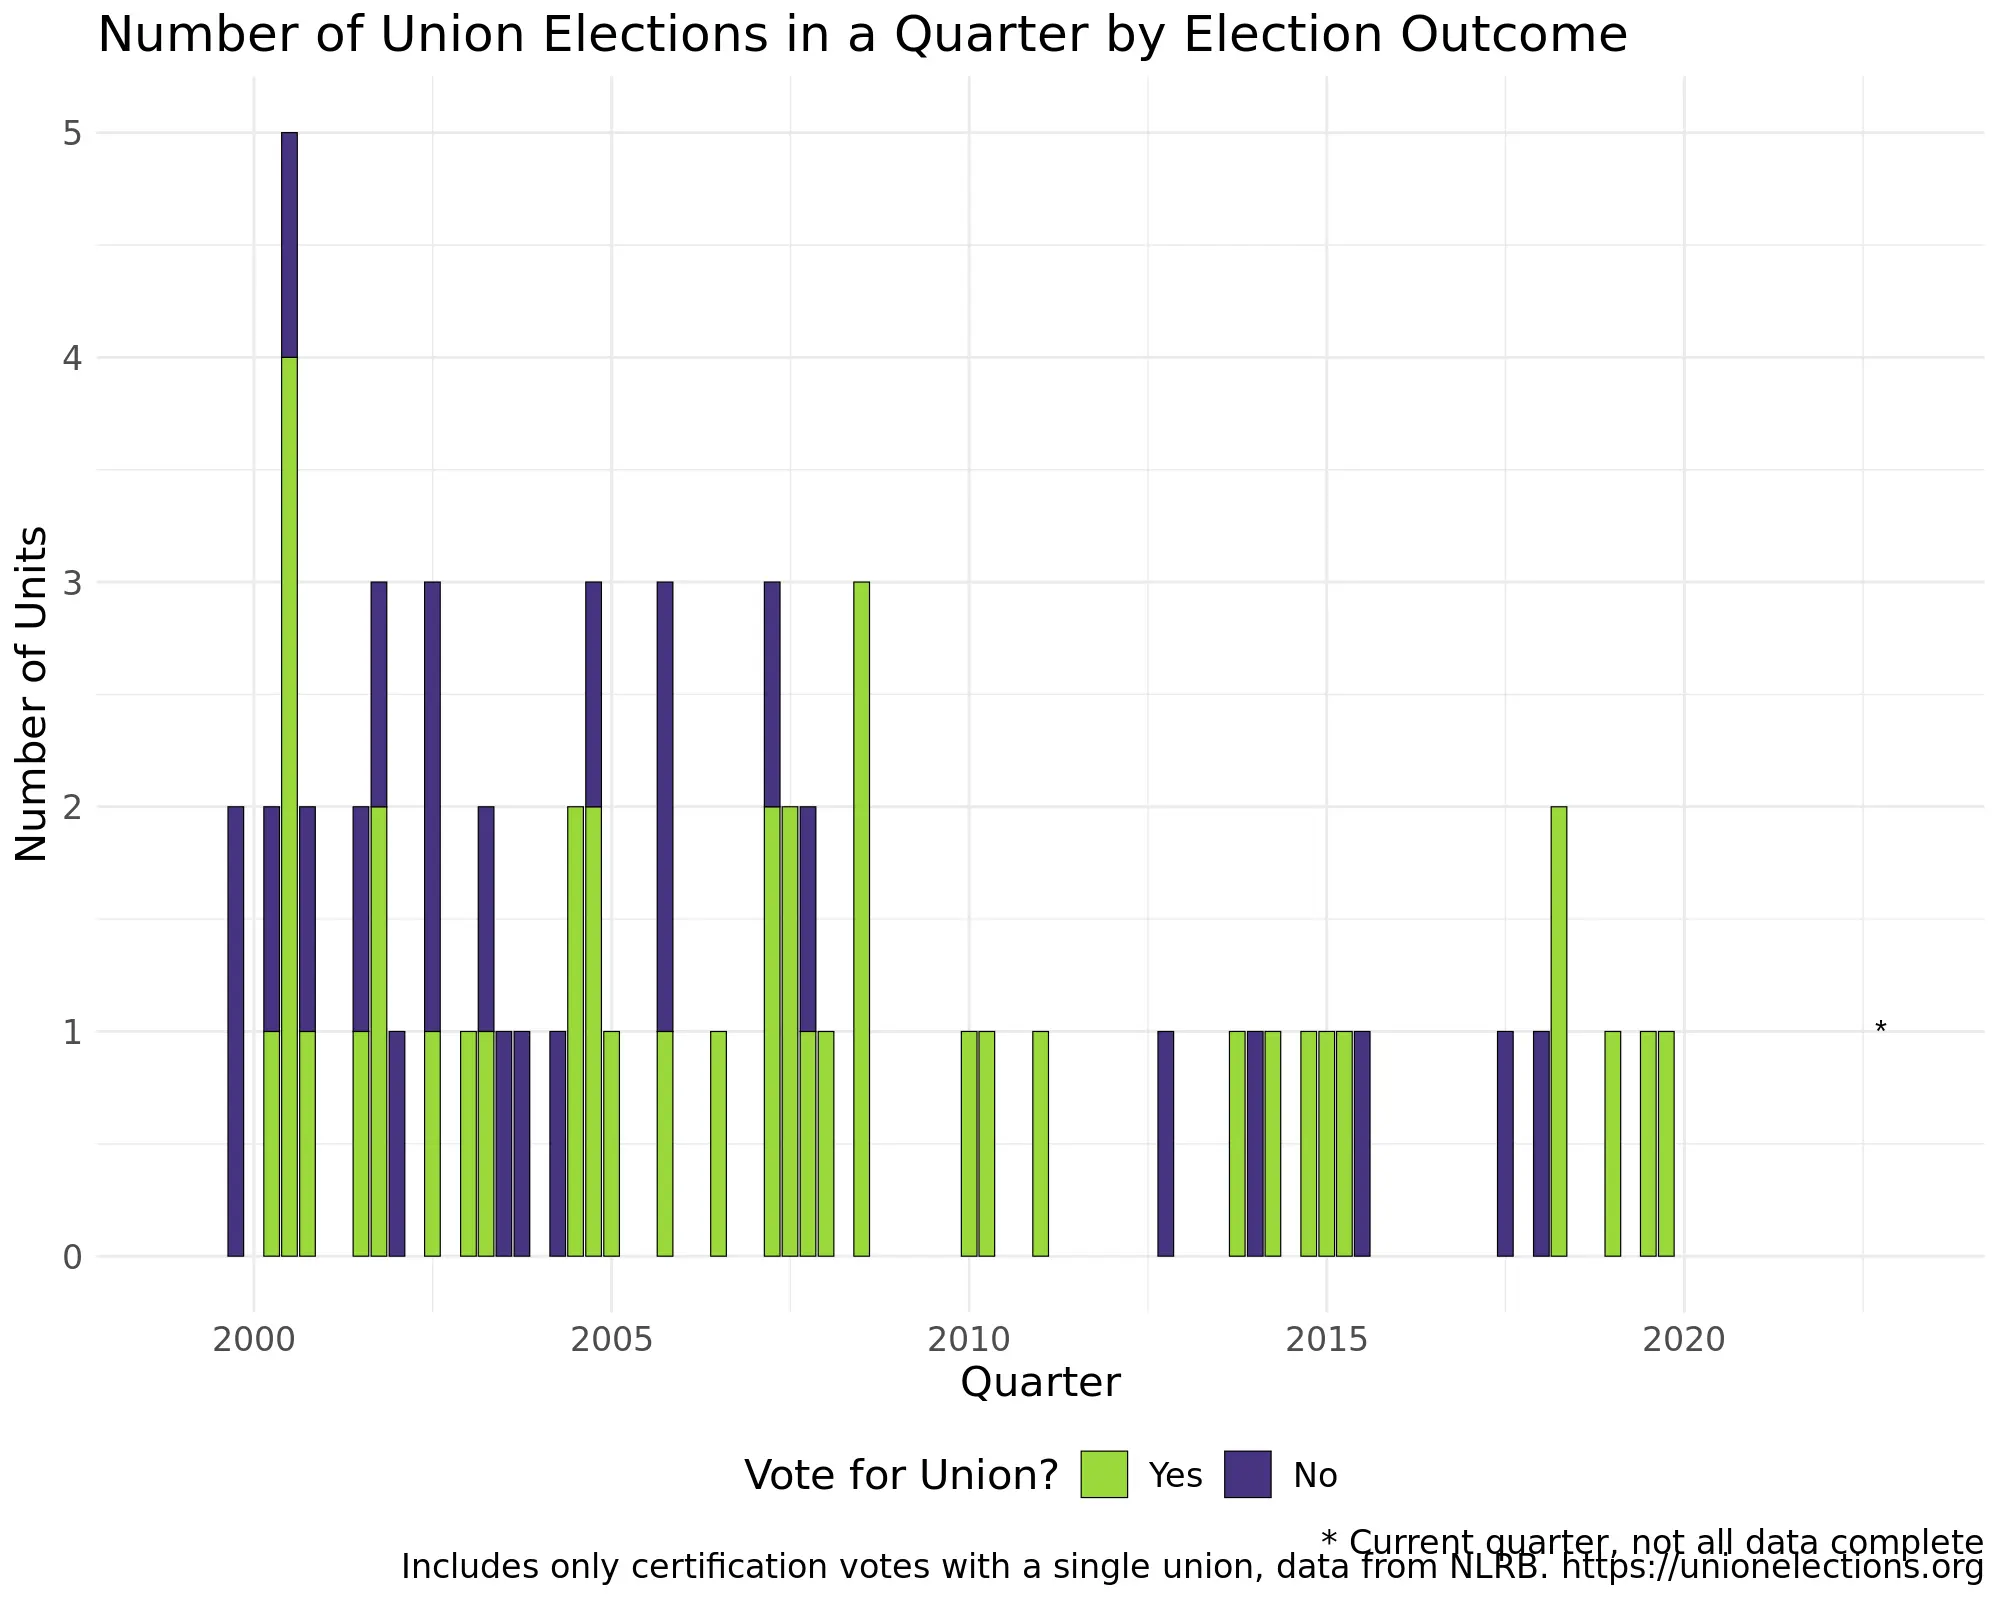 Number of Union Elections in a Quarter by Election Outcome
Number of Units
5
4
3
2
1
0
*
2000 2005 2010 2015 2020
Quarter
Vote for Union? Yes No
* Current quarter, not all data complete
Includes only certification votes with a single union, data from NLRB. https://unionelections.org